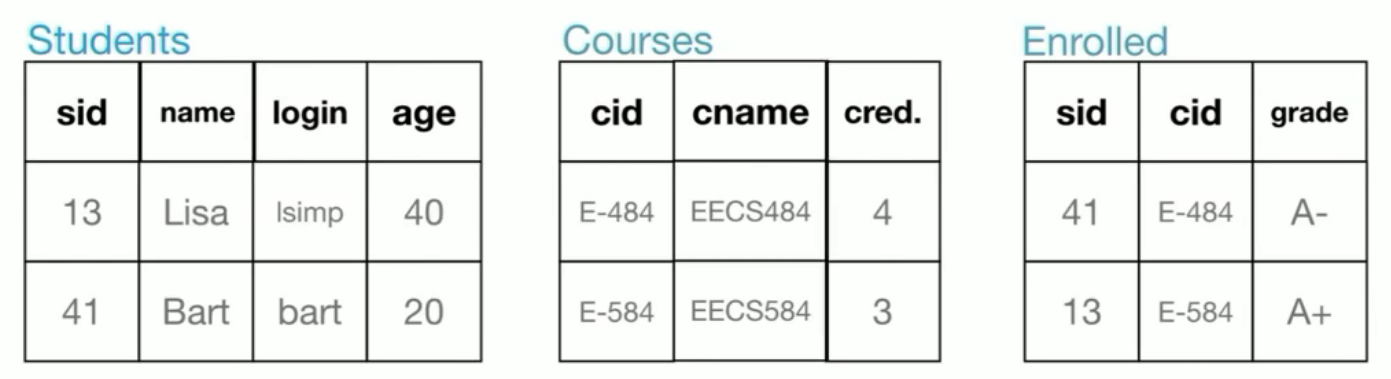 Students Courses Enrolled
sid name login age cid cname cred. sid cid grade
13 Lisa lsimp 40 E-484 EECS484 4 41 E-484 A-
41 Bart bart 20 E-584 EECS584 3 13 E-584 A+